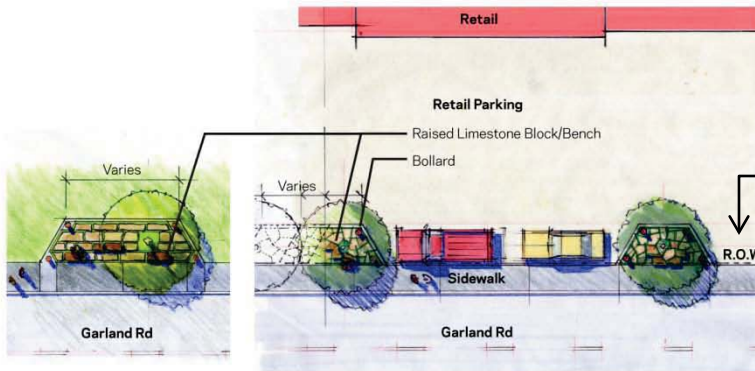 Retail
Retail Parking
Raised Limestone Block/Bench
Bollard
Varies
Varies
R.O.W
Sidewalk
Garland Rd
Garland Rd